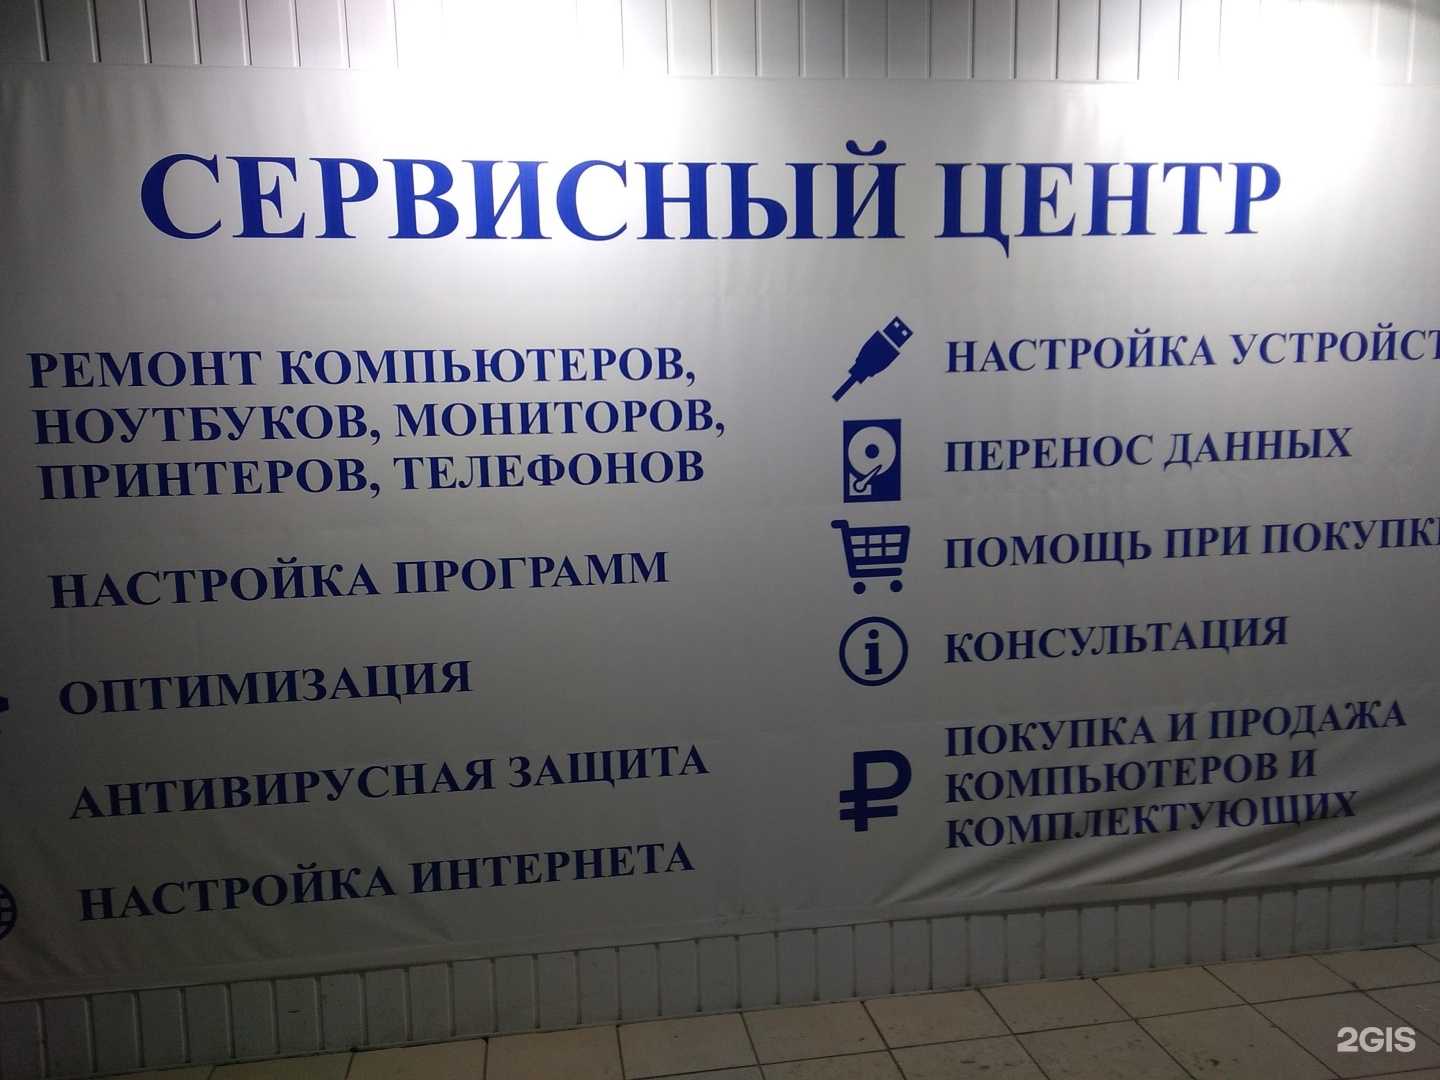 СЕРВИСНЫЙ ЦЕНТР
РЕМОНТ КОМПЬЮТЕРОВ,
НОУТБУКОВ, МОНИТОРОВ,
ПРИНТЕРОВ, ТЕЛЕФОНОВ
НАСТРОЙКА ПРОГРАММ
ОПТИМИЗАЦИЯ
АНТИВИРУСНАЯ ЗАЩИТА
НАСТРОЙКА ИНТЕРНЕТА
НАСТРОЙКА УСТРОЙСТ
ПЕРЕНОС ДАННЫХ
ПОМОЩЬ ПРИ ПОКУПК
КОНСУЛЬТАЦИЯ
ПОКУПКА И ПРОДАЖА
КОМПЬЮТЕРОВ И
КОМПЛЕКТУЮЩИХ
2GIS